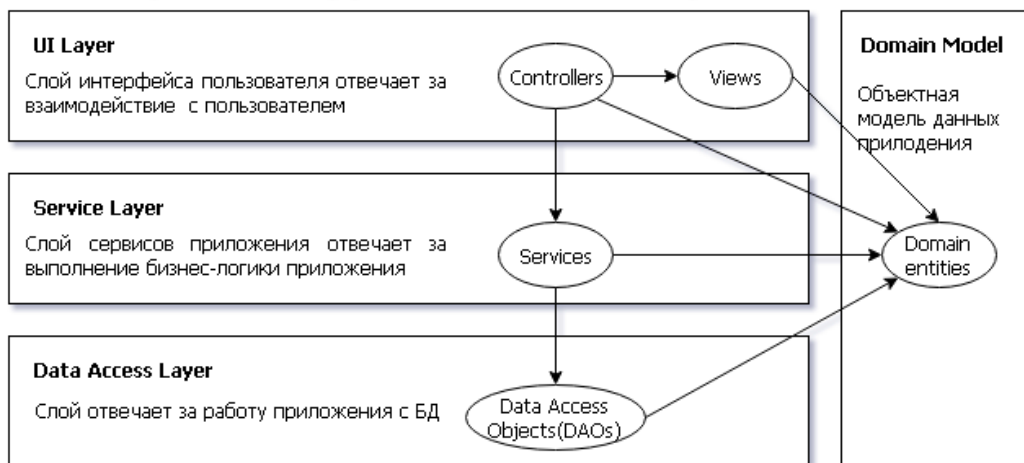 UI Layer
Слой интерфейса пользователя отвечает за
взаимодействие с пользователем
Controllers
Views
Domain Model
Объектная
модель данных
прилодения
Service Layer
Слой сервисов приложения отвечает за
выполнение бизнес-логики приложения
Services
Domain
entities
Data Access Layer
Слой отвечает за работу приложения с БД
Data Access
Objects(DAOs)